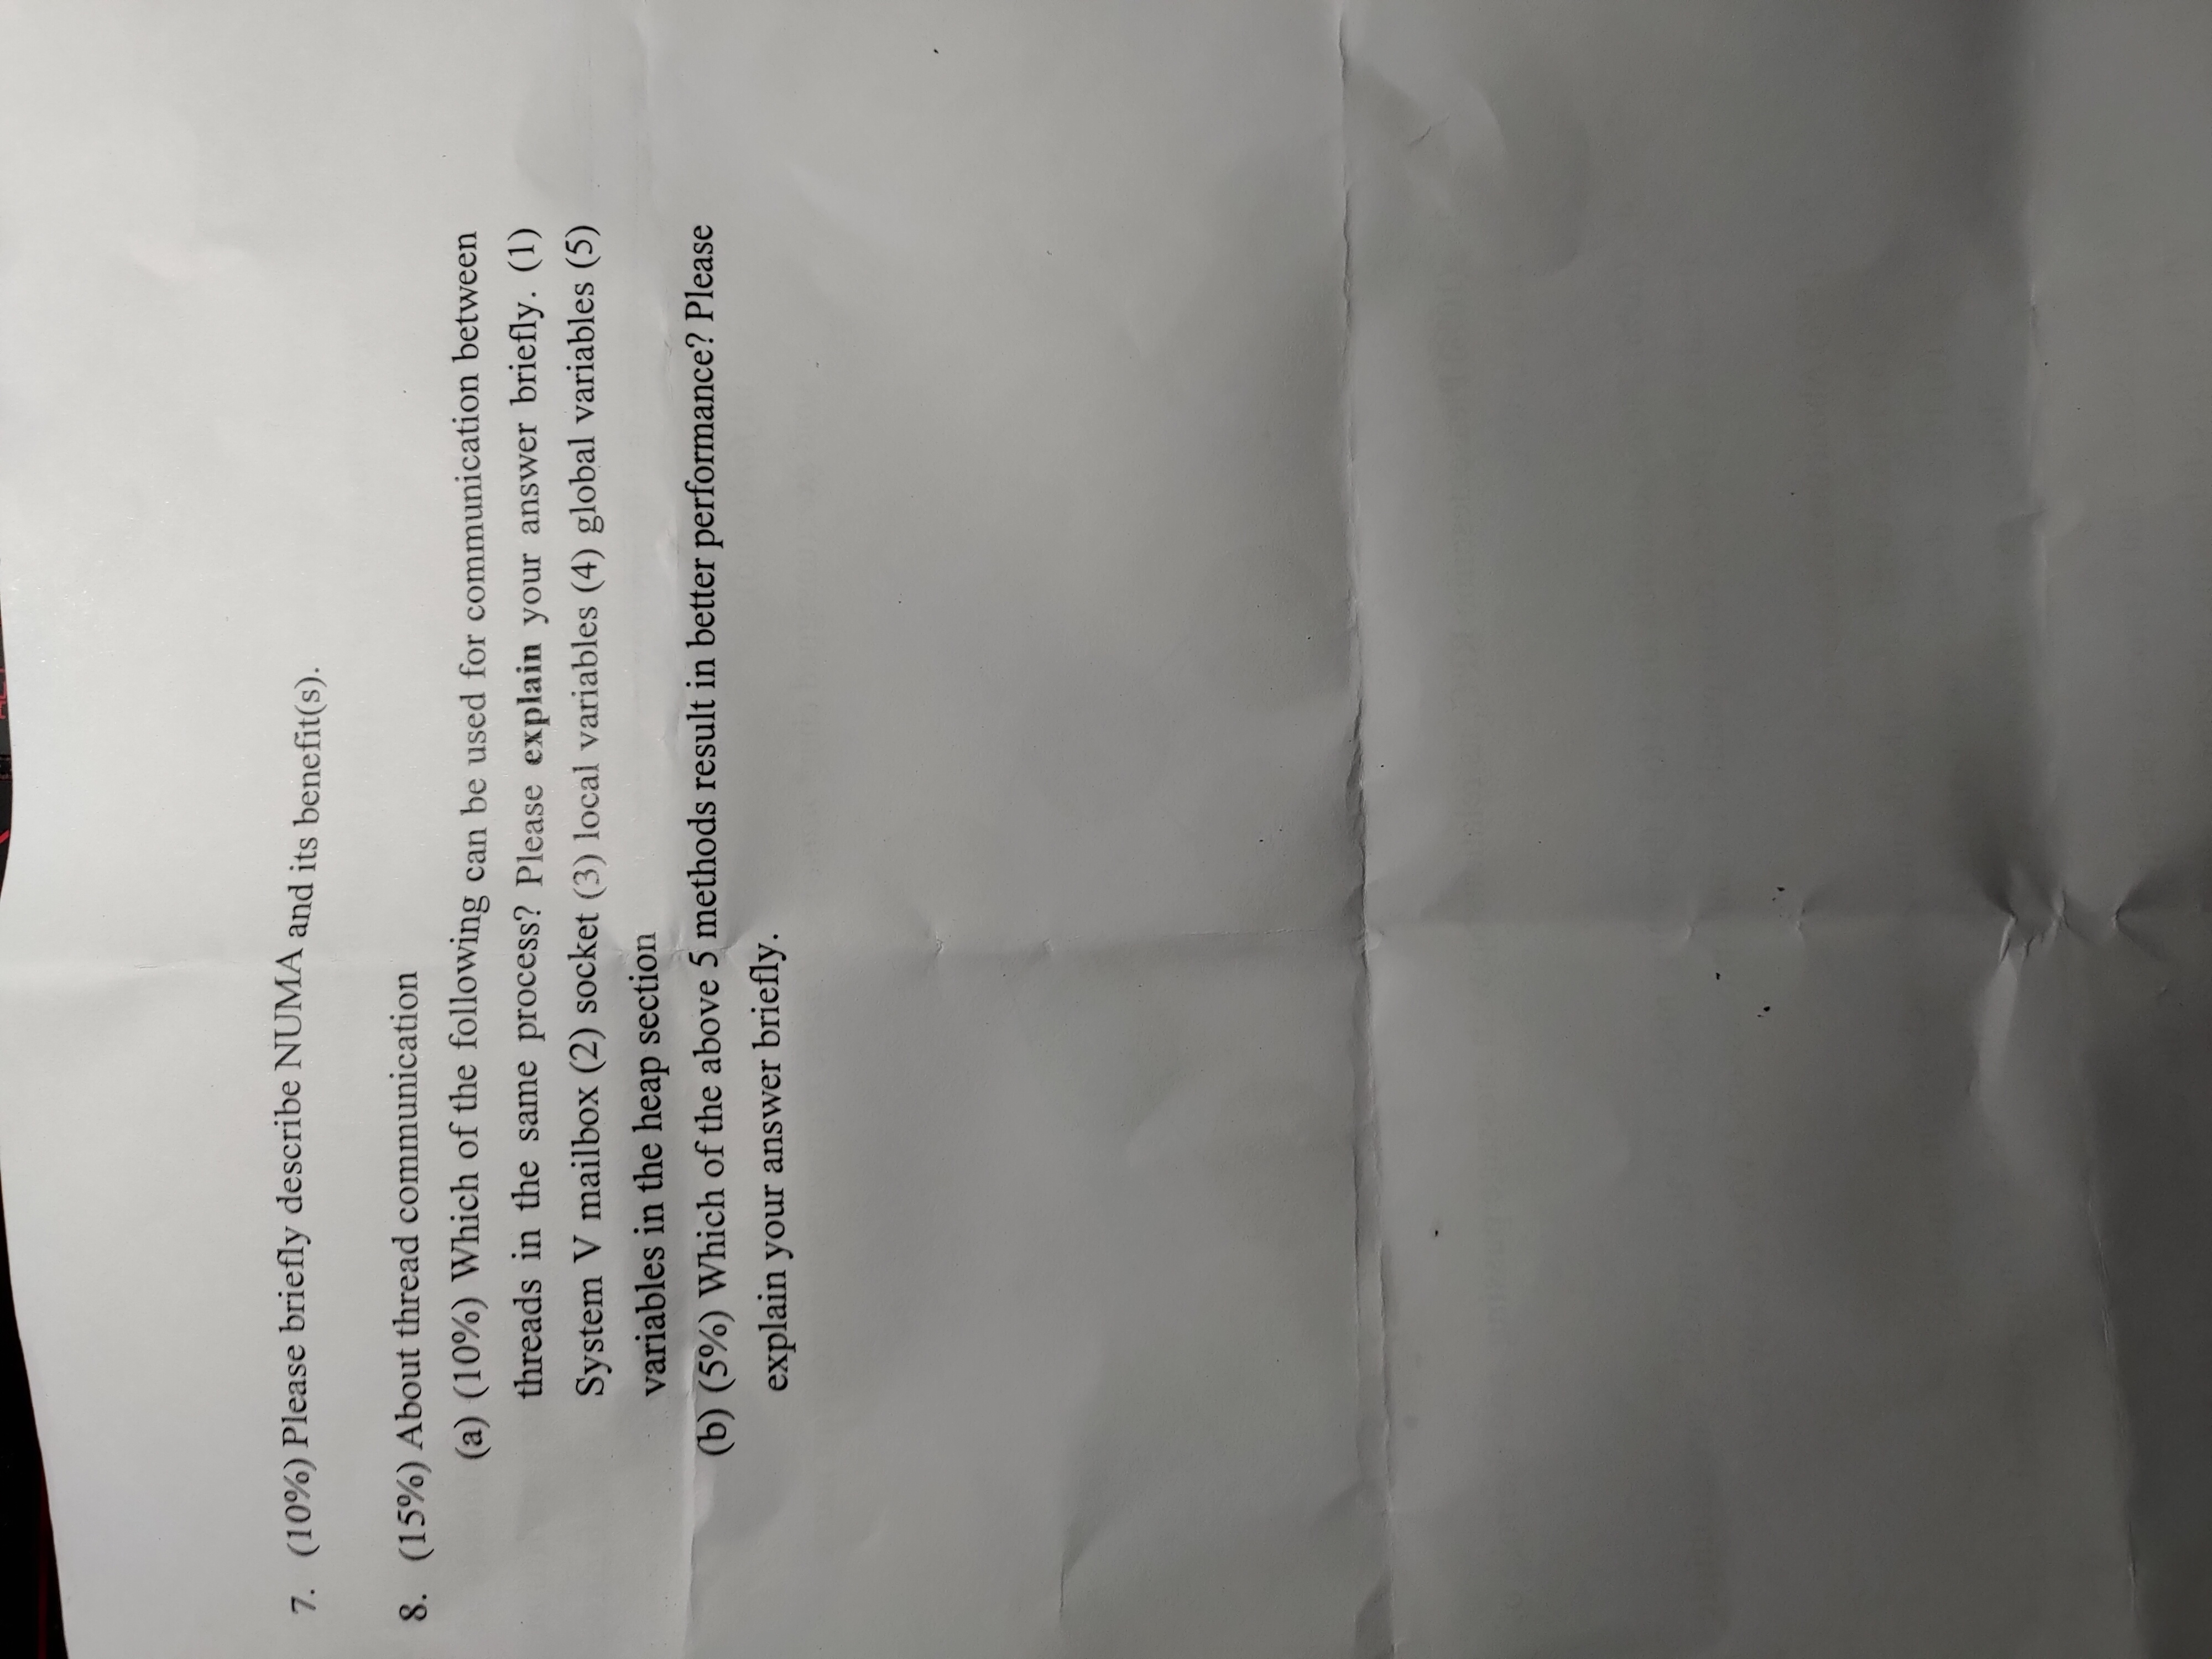 7. (10%) Please briefly describe NUMA and its benefit(s).
8. (15%) About thread communication
(a) (10%) Which of the following can be used for communication between
threads in the same process? Please explain your answer briefly. (1)
System V mailbox (2) socket (3) local variables (4) global variables (5)
variables in the heap section
(b) (5%) Which of the above 5 methods result in better performance? Please
explain your answer briefly.